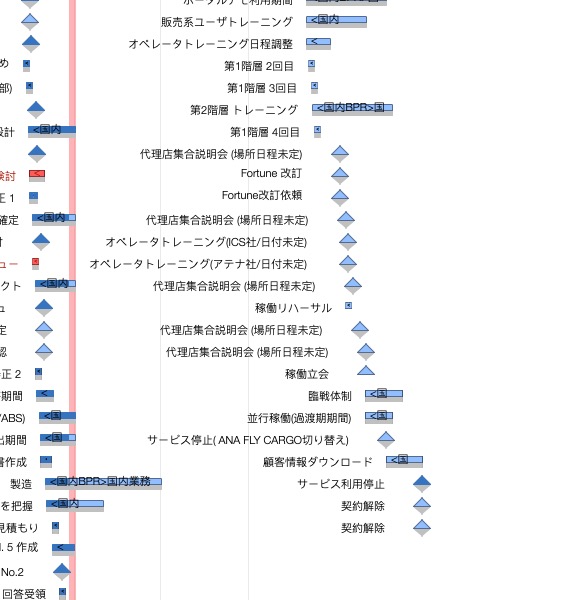 ポータルデモ利用期間
販売系ユーザトレーニング
<国内
オペレータトレーニング日程調整
<
め
第1階層 2回目
部)
第1階層 3回目
第2階層 トレーニング
<国内BPR>国
設計
<国内
第1階層 4回目
代理店集合説明会 (場所日程未定)
検討
<
Fortune 改訂
正 1
Fortune改訂依頼
確定
<国内
代理店集合説明会 (場所日程未定)
オペレータトレーニング(ICS社/日付未定)
ュー
オペレータトレーニング(アテナ社/日付未定)
クト
<国内
代理店集合説明会 (場所日程未定)
ュ
稼働リハーサル
定
代理店集合説明会 (場所日程未定)
認
代理店集合説明会 (場所日程未定)
正 2
稼働立会
期間
<
臨戦体制
<国
/ABS)
<国
並行稼働(過渡期期間)
<国
出期間
<国
サービス停止( ANA FLY CARGO切り替え)
書作成
顧客情報ダウンロード
<国
製造
<国内BPR>国内業務
サービス利用停止
を把握
<国内
契約解除
見積もり
契約解除
. 5 作成
<
No.2
回答受領